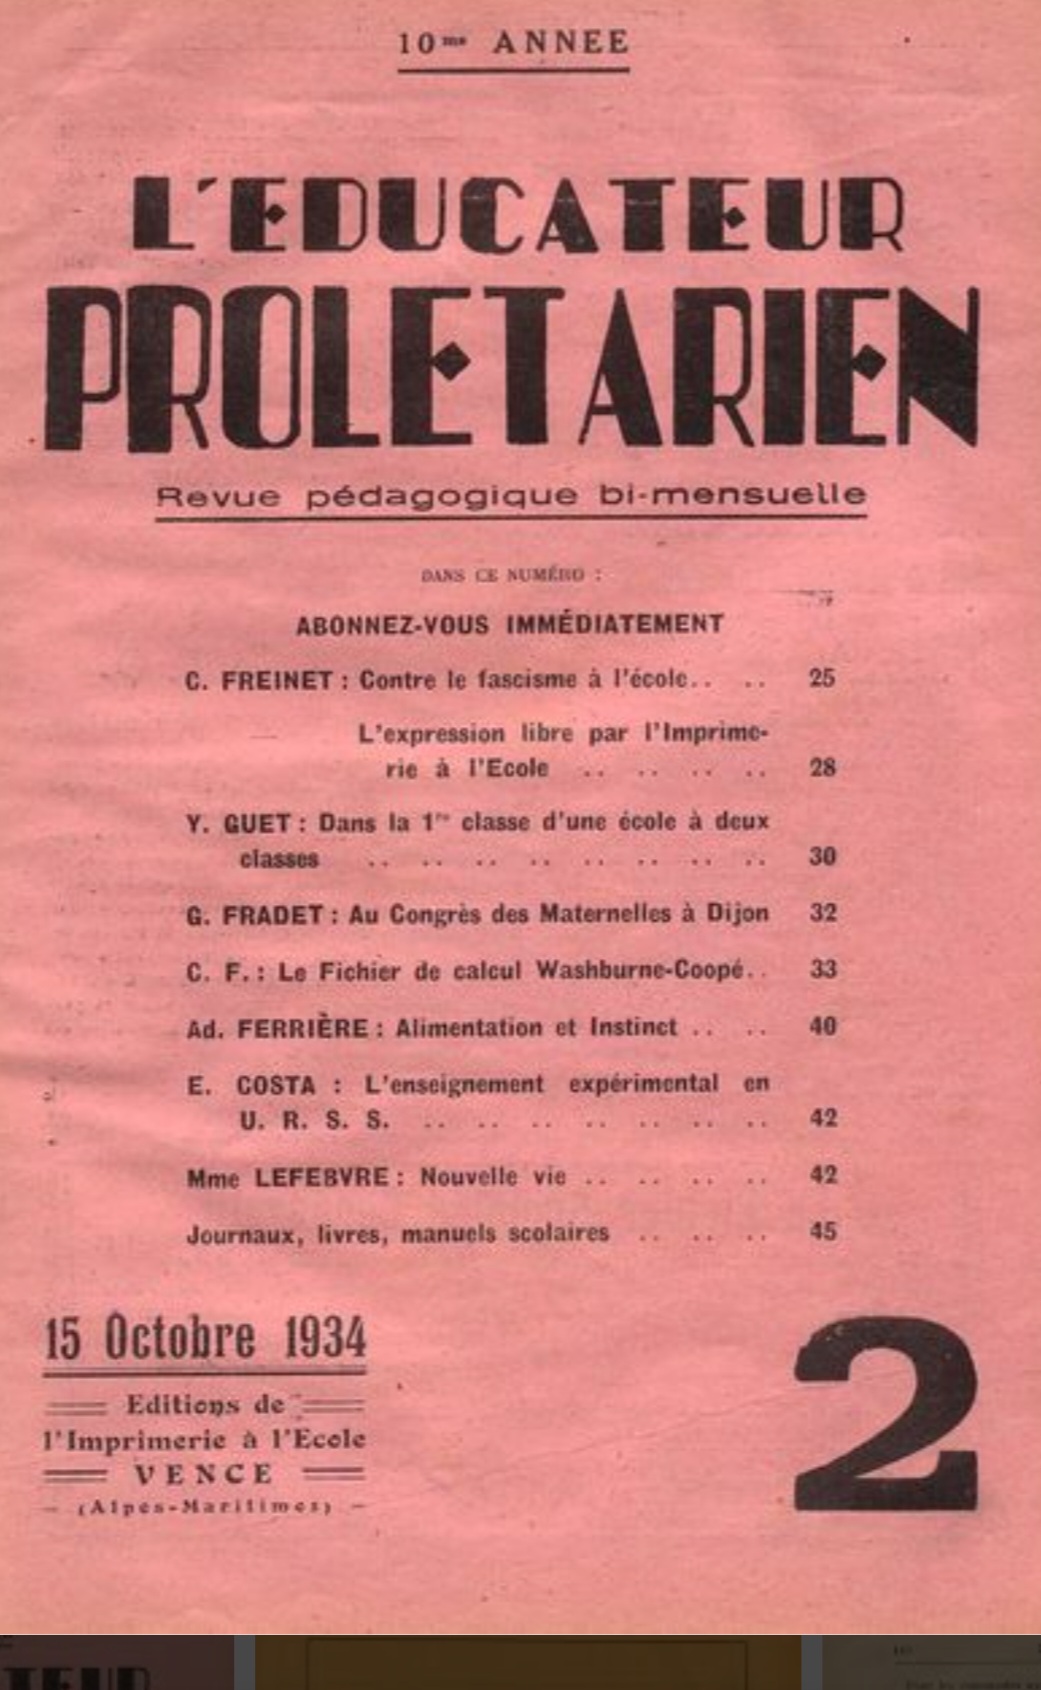 10me ANNEE
L'EDUCATEUR
PROLETARIEN
Revue pédagogique bi-mensuelle
DANS CE NUMÉRO :
ABONNEZ-VOUS IMMÉDIATEMENT
C. FREINET : Contre le fascisme à l'école.. .. 25
L'expression libre par l'Imprime-
rie à l'Ecole .. .. .. .. 28
Y. GUET : Dans la 1re classe d'une école à deux
classes .. .. .. .. .. .. .. .. 30
G. FRADET : Au Congrès des Maternelles à Dijon 32
C. F. : Le Fichier de calcul Washburne-Coopé.. 33
Ad. FERRIÈRE : Alimentation et Instinct .. .. 40
E. COSTA : L'enseignement expérimental en
U. R. S. S. .. .. .. .. .. .. .. 42
Mme LEFEBVRE : Nouvelle vie .. .. .. .. 42
Journaux, livres, manuels scolaires .. .. .. 45
15 Octobre 1934
Editions de
l'Imprimerie à l'Ecole
VENCE
- (Alpes-Maritimes) -
2